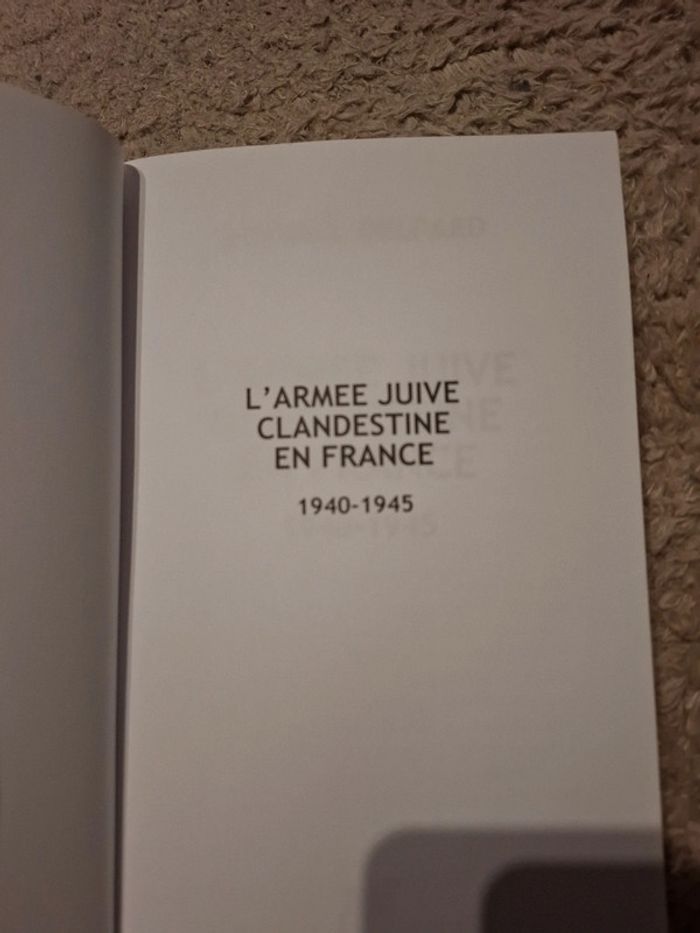 L'ARMEE JUIVE
CLANDESTINE
EN FRANCE
1940-1945